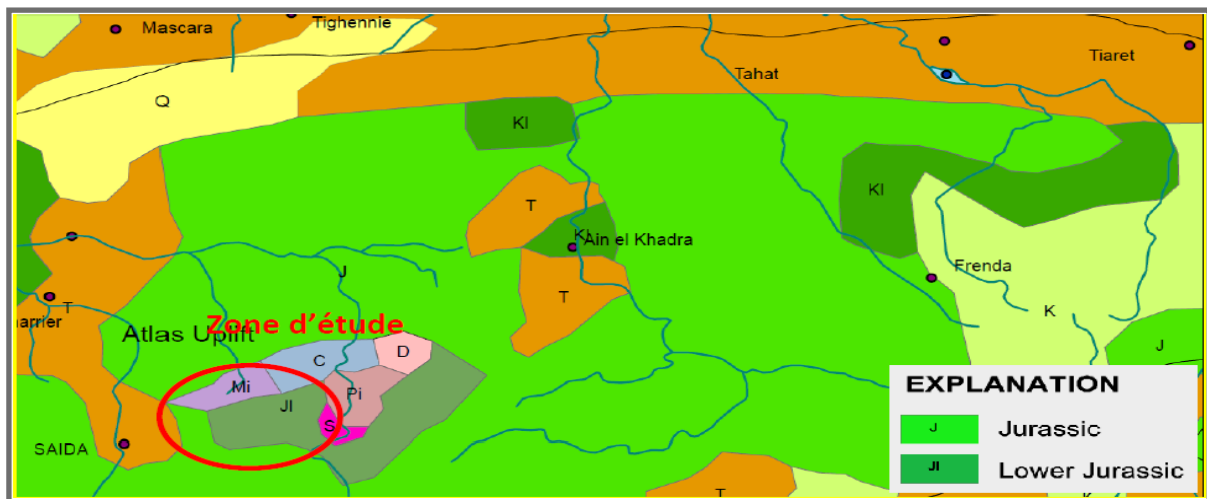 Mascara
Tighennie
Tiaret
Tahat
Q
Kl
Kl
T
Kl
Ain el Khadra
Frenda
J
T
T
K
Zone d'étude
Atlas Uplift
J
C
D
Mi
Pi
Jl
S
SAIDA
EXPLANATION
J Jurassic
Jl Lower Jurassic
T